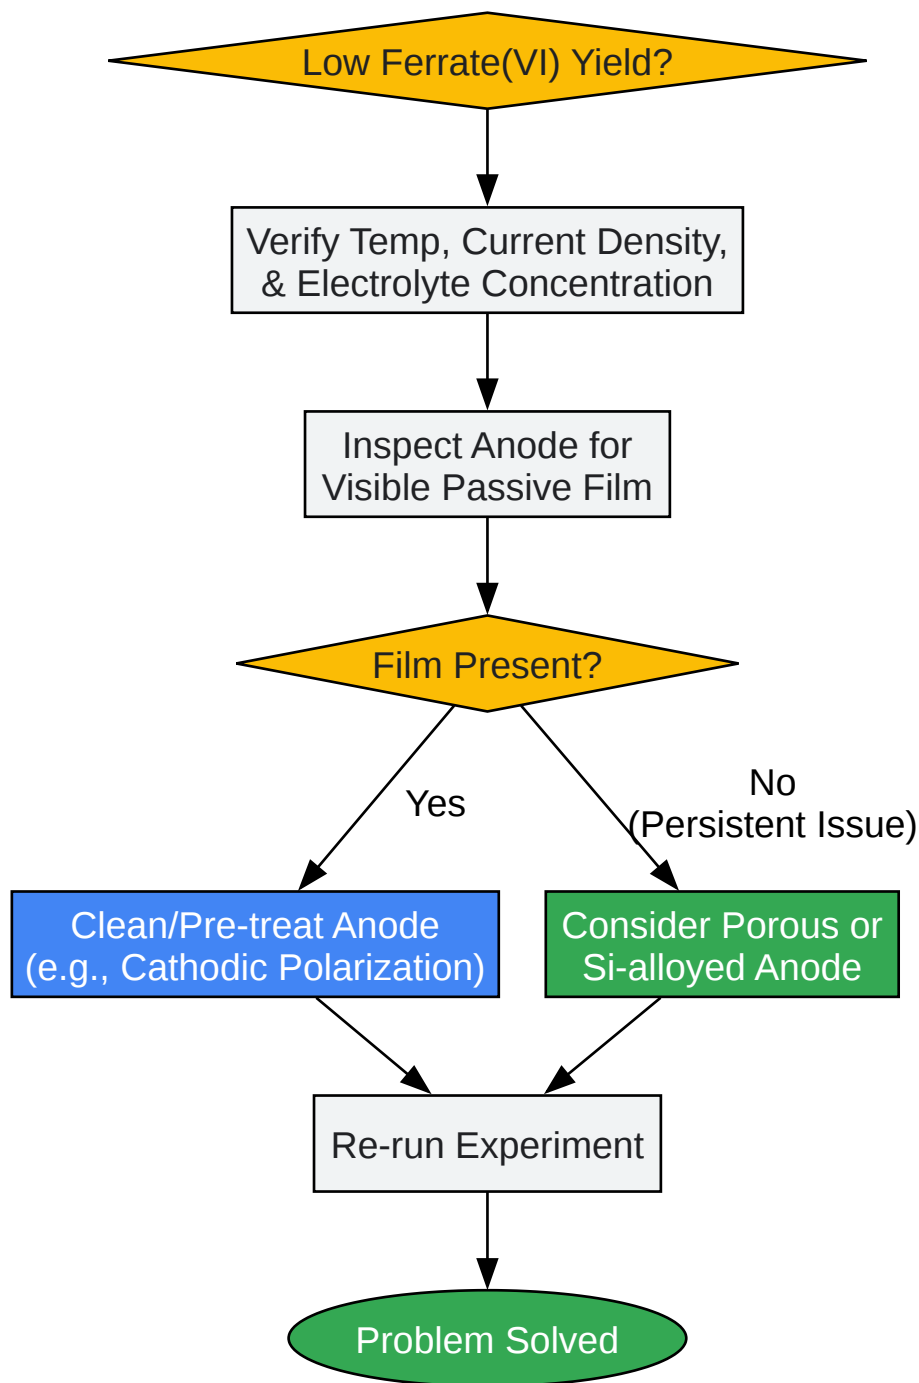 Low Ferrate(VI) Yield?
Verify Temp, Current Density,
& Electrolyte Concentration
Inspect Anode for
Visible Passive Film
Film Present?
Yes
No
(Persistent Issue)
Clean/Pre-treat Anode
(e.g., Cathodic Polarization)
Consider Porous or
Si-alloyed Anode
Re-run Experiment
Problem Solved